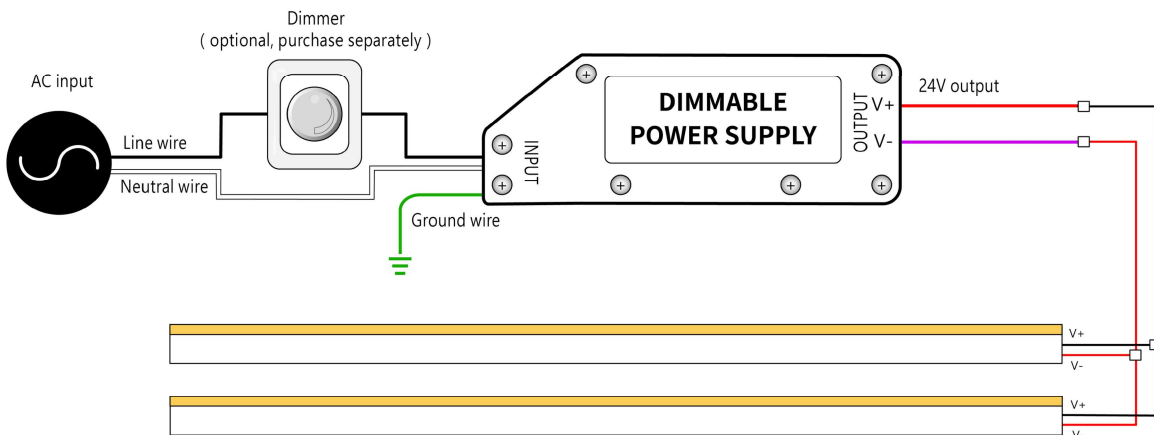 Dimmer
( optional, purchase separately )
AC input
Line wire
Neutral wire
Ground wire
INPUT
DIMMABLE
POWER SUPPLY
OUTPUT
V+
V-
24V output
V+
V-
V+